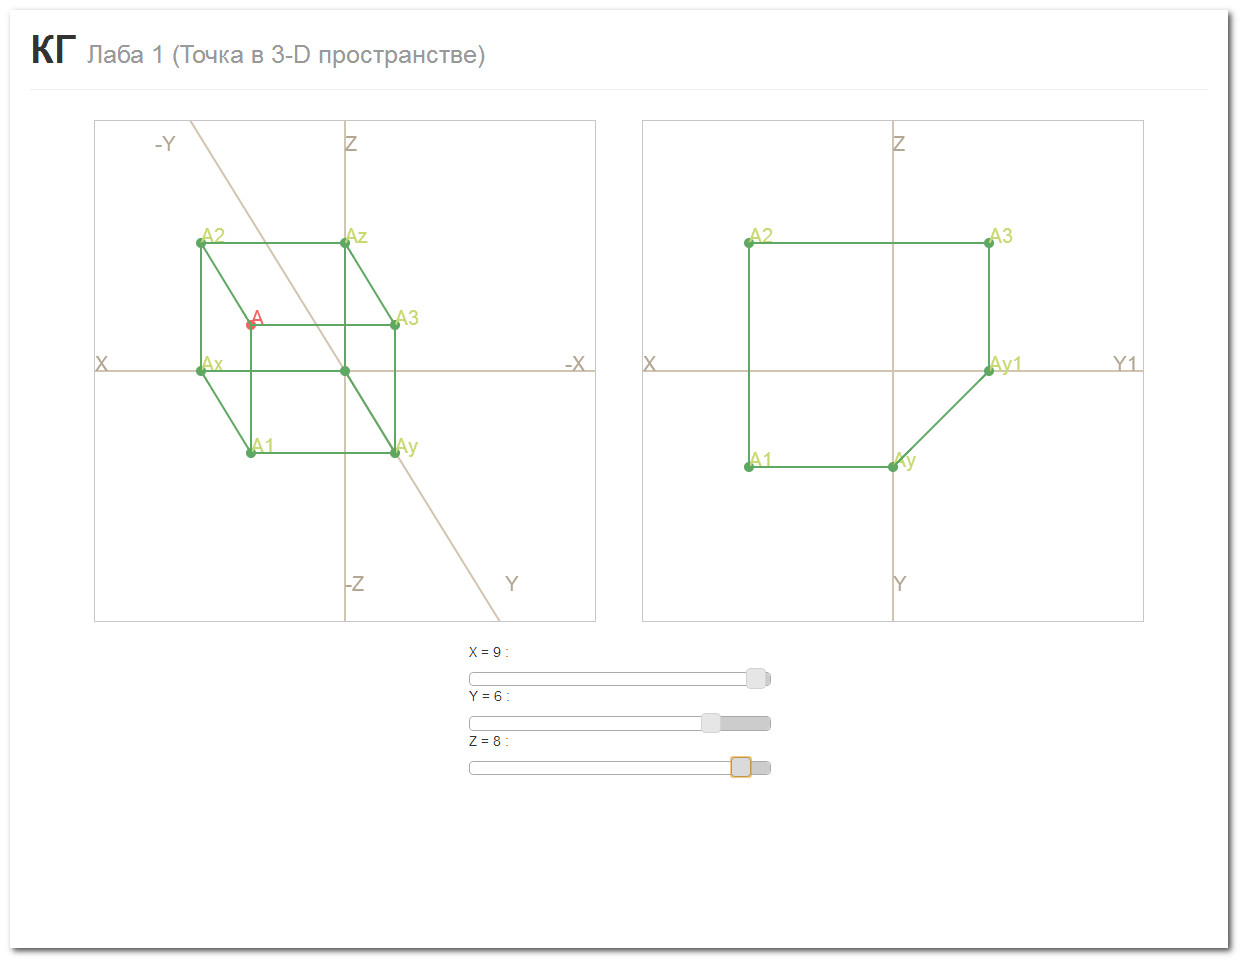 КГ Лаба 1 (Точка в 3-D пространстве)
-Y
Z
A2
Az
A
A3
X
Ax
-X
A1
Ay
-Z
Y
Z
A2
A3
X
Ay1
Y1
A1
Ay
Y
X = 9 :
Y = 6 :
Z = 8 :